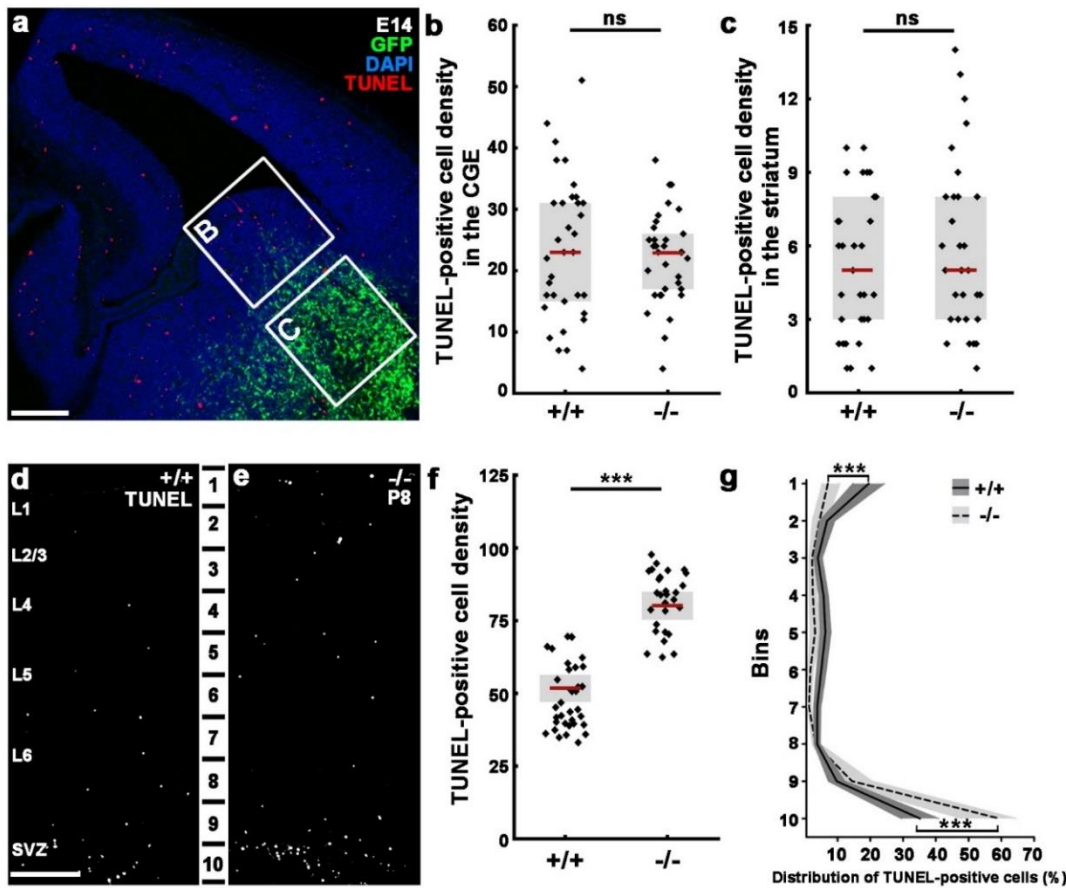 a
E14
GFP
DAPI
TUNEL
B
C
b
ns
TUNEL-positive cell density
in the CGE
60
50
40
30
20
10
0
+/+
-/-
c
ns
TUNEL-positive cell density
in the striatum
15
12
9
6
3
0
+/+
-/-
d
+/+
TUNEL
L1
L2/3
L4
L5
L6
SVZ
1
2
3
4
5
6
7
8
9
10
e
-/-
P8
f
***
TUNEL-positive cell density
125
100
75
50
25
0
+/+
-/-
g
***
+/+
-/-
Bins
1
2
3
4
5
6
7
8
9
10
***
10 20 30 40 50 60 70
Distribution of TUNEL-positive cells (%)